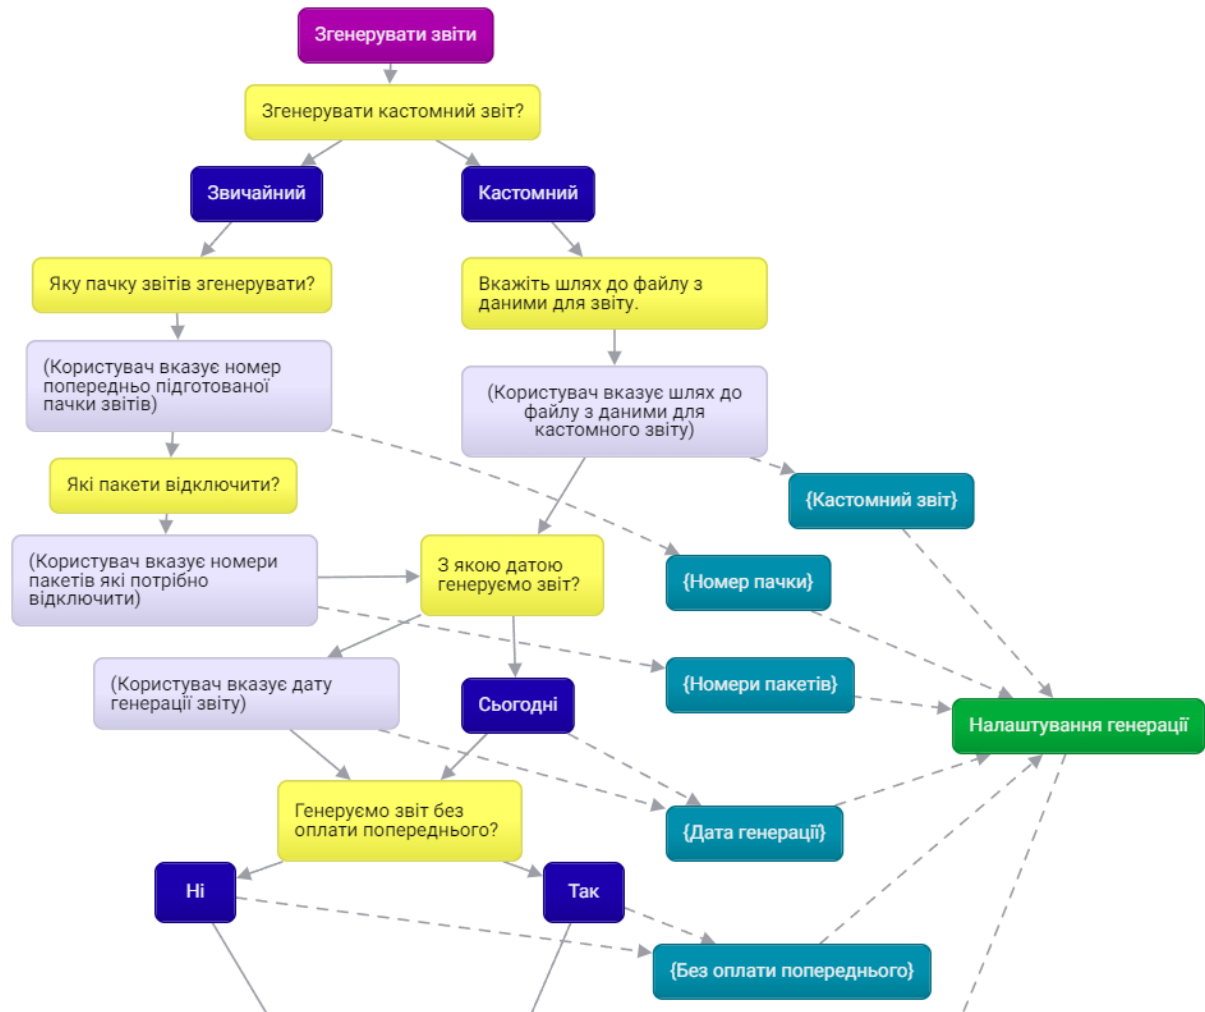 Згенерувати звіти
Згенерувати кастомний звіт?
Звичайний
Кастомний
Яку пачку звітів згенерувати?
Вкажіть шлях до файлу з
даними для звіту.
(Користувач вказує номер
попередньо підготованої
пачки звітів)
(Користувач вказує шлях до
файлу з даними для
кастомного звіту)
Які пакети відключити?
{Кастомний звіт}
(Користувач вказує номери
пакетів які потрібно
відключити)
З якою датою
генеруємо звіт?
{Номер пачки}
(Користувач вказує дату
генерації звіту)
Сьогодні
{Номери пакетів}
Налаштування генерації
Генеруємо звіт без
оплати попереднього?
{Дата генерації}
Ні
Так
{Без оплати попереднього}